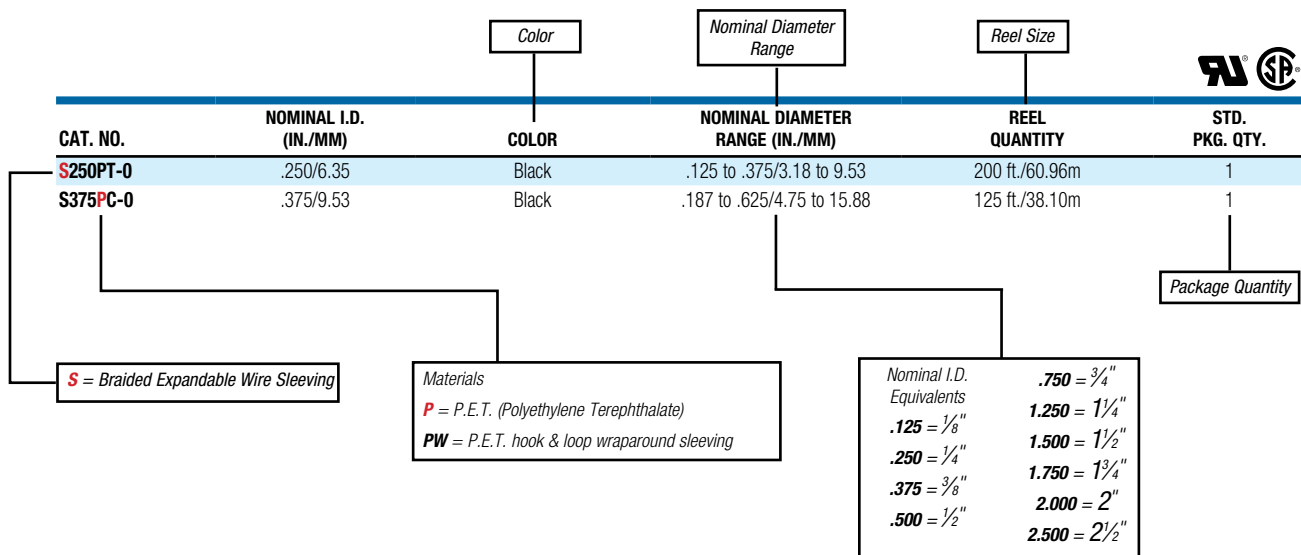 Color
Nominal Diameter
Range
Reel Size
CAT. NO.
NOMINAL I.D.
(IN./MM)
COLOR
NOMINAL DIAMETER
RANGE (IN./MM)
REEL
QUANTITY
STD.
PKG. QTY.
S250PT-0 .250/6.35 Black .125 to .375/3.18 to 9.53 200 ft./60.96m 1
S375PC-0 .375/9.53 Black .187 to .625/4.75 to 15.88 125 ft./38.10m 1
Package Quantity
S = Braided Expandable Wire Sleeving
Materials
P = P.E.T. (Polyethylene Terephthalate)
PW = P.E.T. hook & loop wraparound sleeving
Nominal I.D.
Equivalents
.125 = 1/8"
.250 = 1/4"
.375 = 3/8"
.500 = 1/2"
.750 = 3/4"
1.250 = 1 1/4"
1.500 = 1 1/2"
1.750 = 1 3/4"
2.000 = 2"
2.500 = 2 1/2"